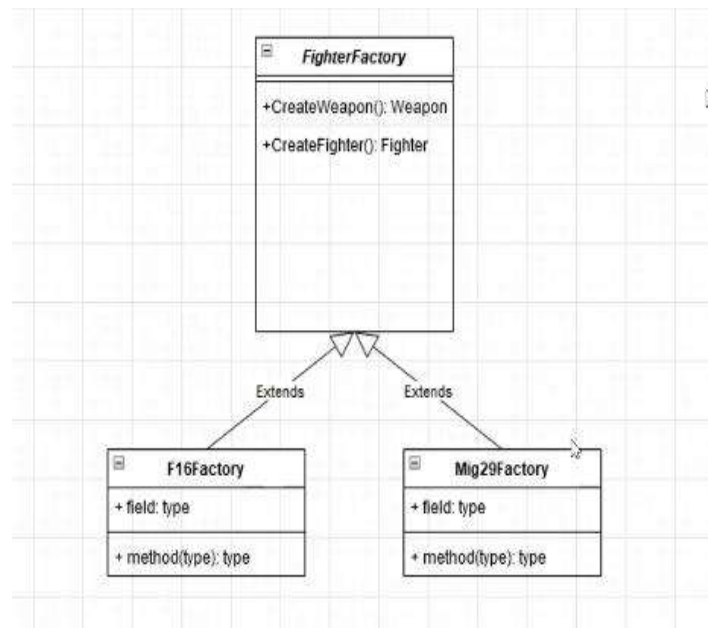 FighterFactory
+CreateWeapon(): Weapon
+CreateFighter(): Fighter
Extends
Extends
F16Factory
+ field: type
+ method(type): type
Mig29Factory
+ field: type
+ method(type): type